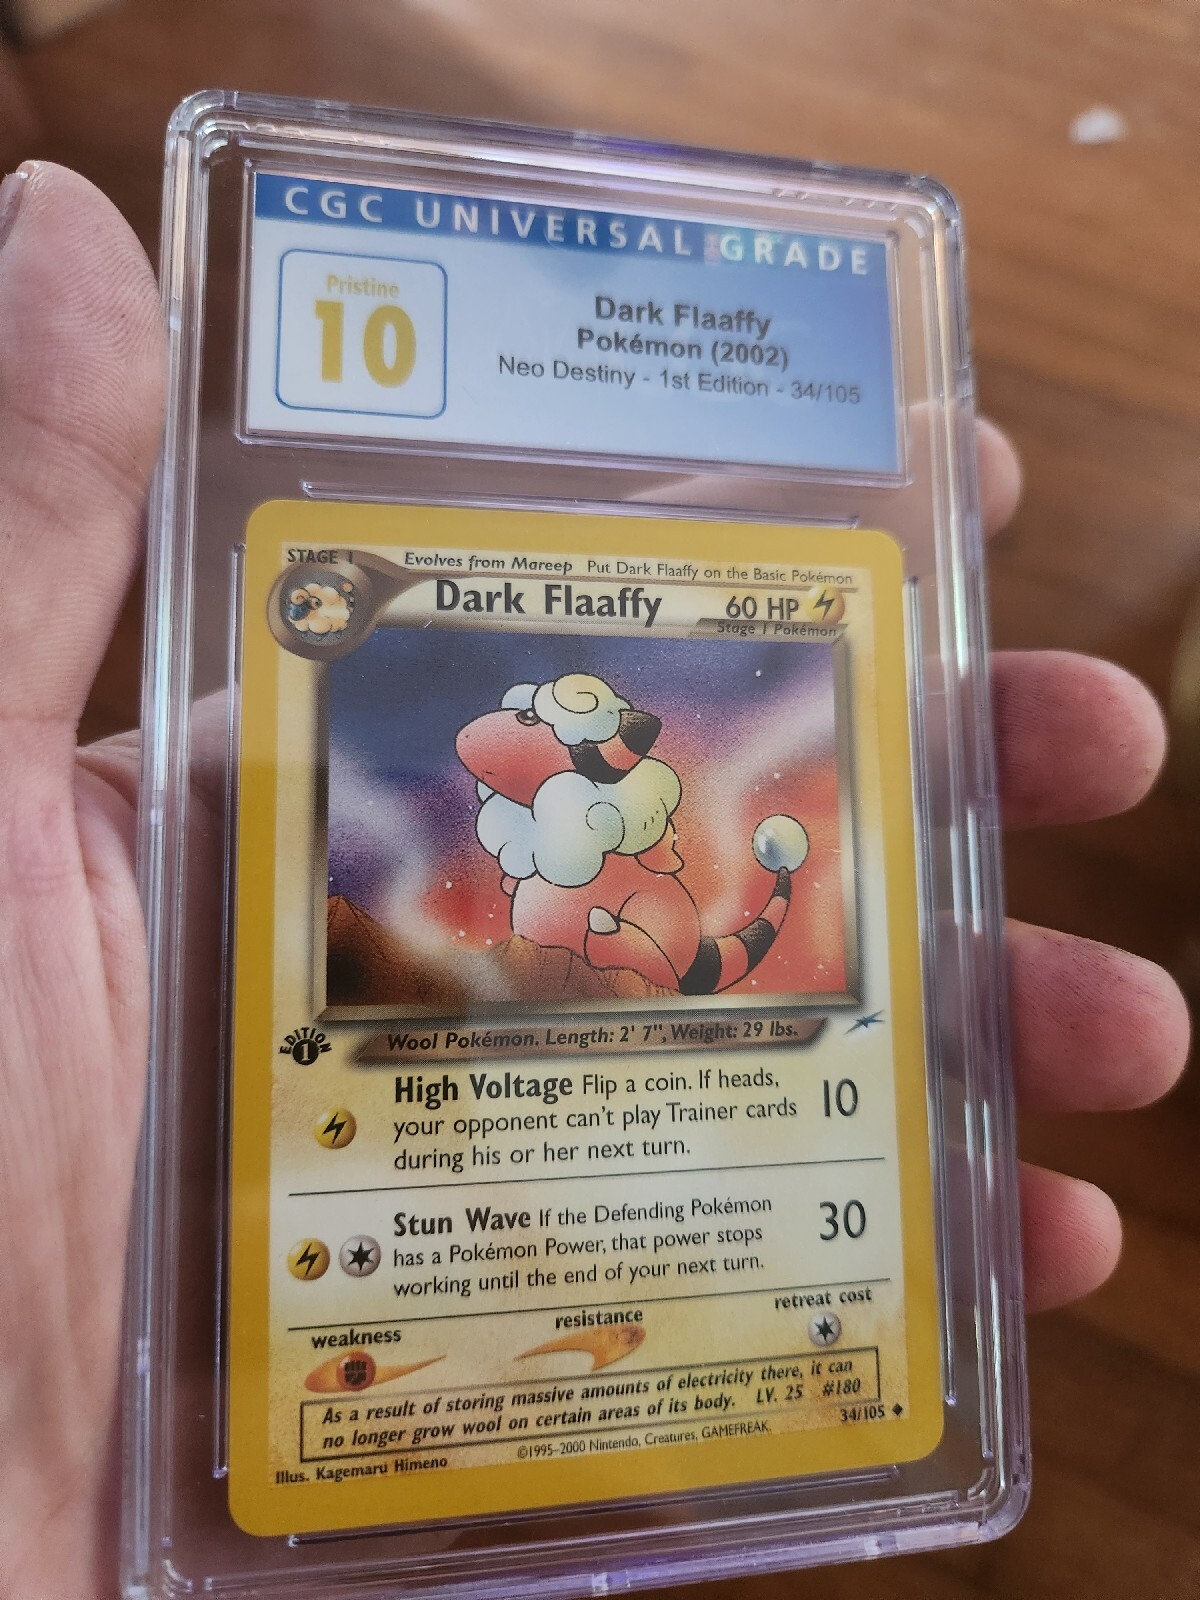 CGC UNIVERSAL GRADE
Pristine
10
Dark Flaaffy
Pokémon (2002)
Neo Destiny - 1st Edition - 34/105
STAGE 1
Evolves from Mareep Put Dark Flaaffy on the Basic Pokémon
Dark Flaaffy 60 HP
Stage 1 Pokémon
EDITION
1
Wool Pokémon. Length: 2' 7", Weight: 29 lbs.
High Voltage Flip a coin. If heads,
your opponent can't play Trainer cards
during his or her next turn.
10
Stun Wave If the Defending Pokémon
has a Pokémon Power, that power stops
working until the end of your next turn.
30
weakness
resistance
retreat cost
As a result of storing massive amounts of electricity there, it can
no longer grow wool on certain areas of its body. LV. 25 #180
Illus. Kagemaru Himeno
©1995-2000 Nintendo, Creatures, GAMEFREAK.
34/105